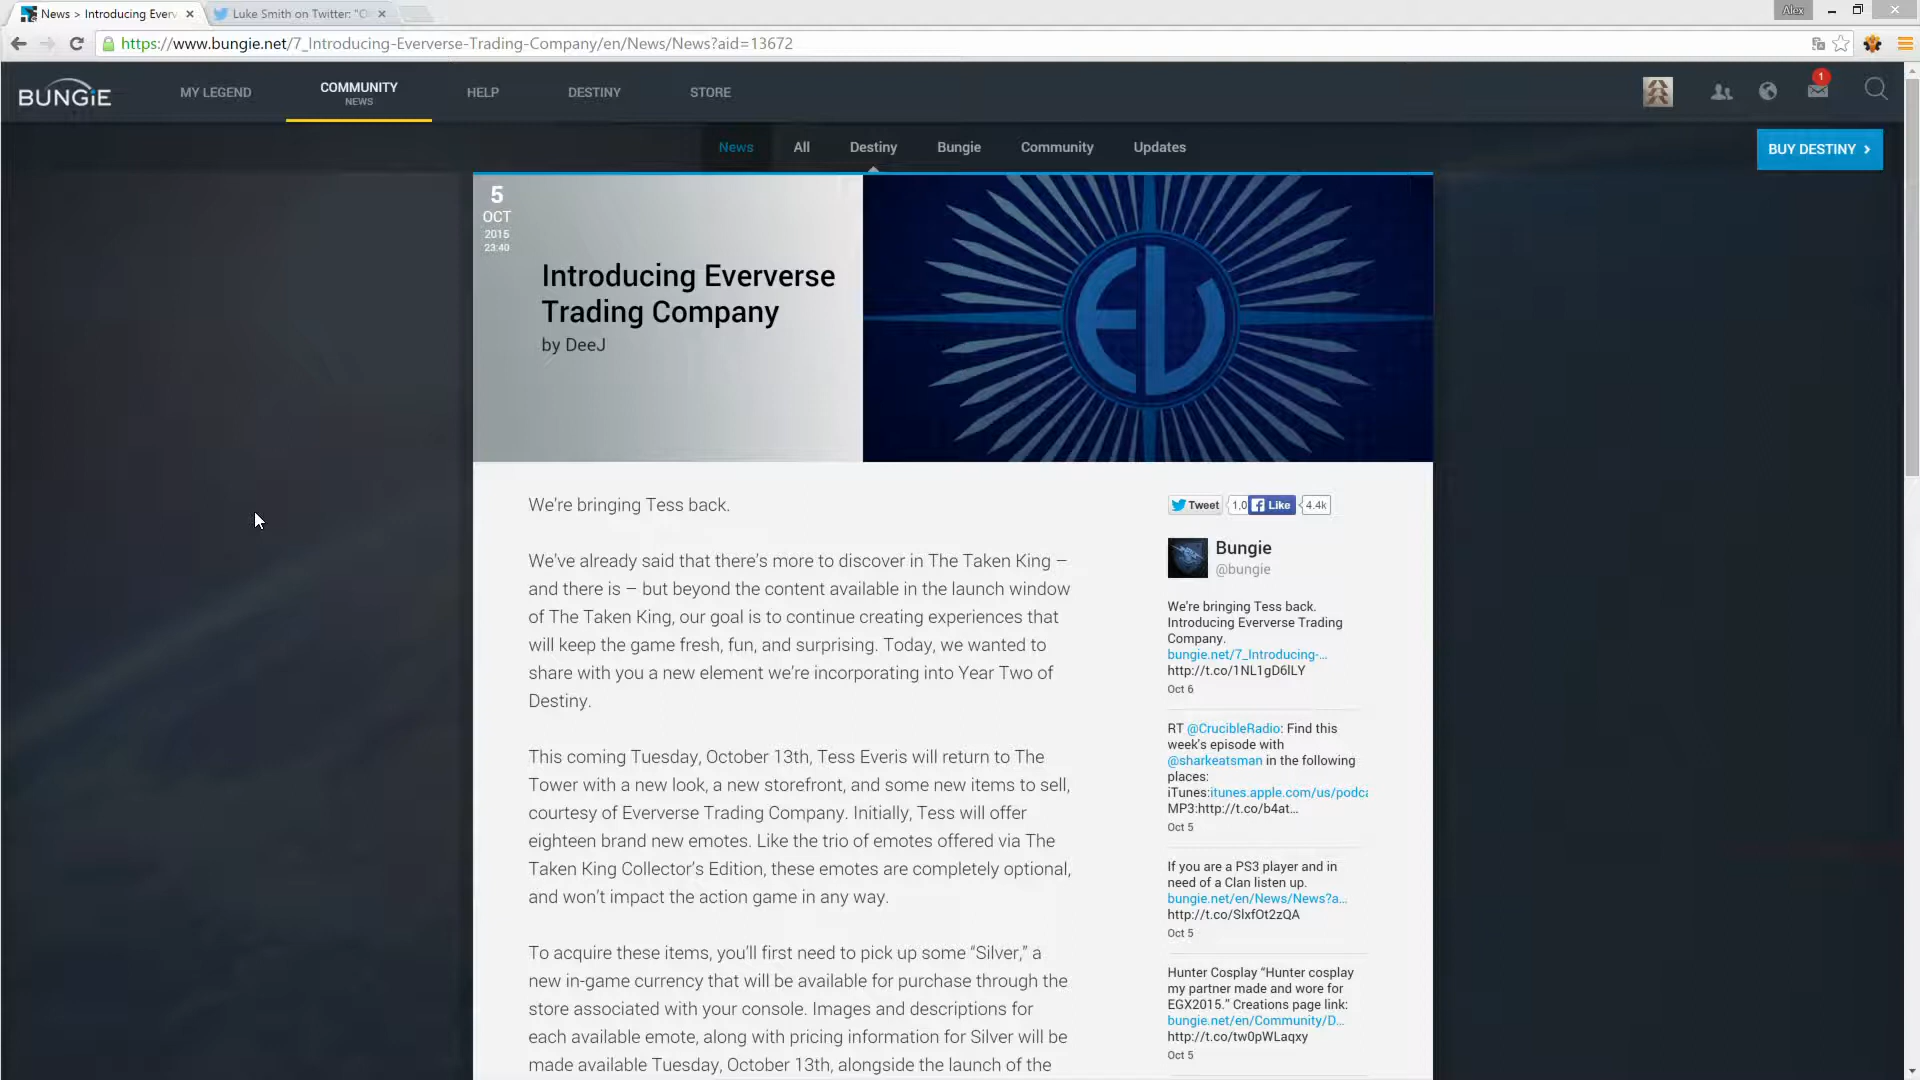 News > Introducing Everv
Luke Smith on Twitter: "C
Alex
https://www.bungie.net/7_Introducing-Eververse-Trading-Company/en/News/News?aid=13672
BUNGiE
MY LEGEND
COMMUNITY
NEWS
HELP
DESTINY
STORE
1
News
All
Destiny
Bungie
Community
Updates
BUY DESTINY
5
OCT
2015
23:40
Introducing Eververse
Trading Company
by DeeJ
EV
We’re bringing Tess back.
We’ve already said that there’s more to discover in The Taken King –
and there is – but beyond the content available in the launch window
of The Taken King, our goal is to continue creating experiences that
will keep the game fresh, fun, and surprising. Today, we wanted to
share with you a new element we’re incorporating into Year Two of
Destiny.
This coming Tuesday, October 13th, Tess Everis will return to The
Tower with a new look, a new storefront, and some new items to sell,
courtesy of Eververse Trading Company. Initially, Tess will offer
eighteen brand new emotes. Like the trio of emotes offered via The
Taken King Collector’s Edition, these emotes are completely optional,
and won’t impact the action game in any way.
To acquire these items, you’ll first need to pick up some “Silver,” a
new in-game currency that will be available for purchase through the
store associated with your console. Images and descriptions for
each available emote, along with pricing information for Silver will be
made available Tuesday, October 13th, alongside the launch of the
Tweet 1,0 Like 4.4k
Bungie
@bungie
We're bringing Tess back.
Introducing Eververse Trading
Company.
bungie.net/7_Introducing-...
http://t.co/1NL1gD6lLY
Oct 6
RT @CrucibleRadio: Find this
week's episode with
@sharkeatsman in the following
places:
iTunes:itunes.apple.com/us/podca
MP3:http://t.co/b4at...
Oct 5
If you are a PS3 player and in
need of a Clan listen up.
bungie.net/en/News/News?a...
http://t.co/SlxfOt2zQA
Oct 5
Hunter Cosplay “Hunter cosplay
my partner made and wore for
EGX2015.” Creations page link:
bungie.net/en/Community/D...
http://t.co/tw0pWLaqxy
Oct 5